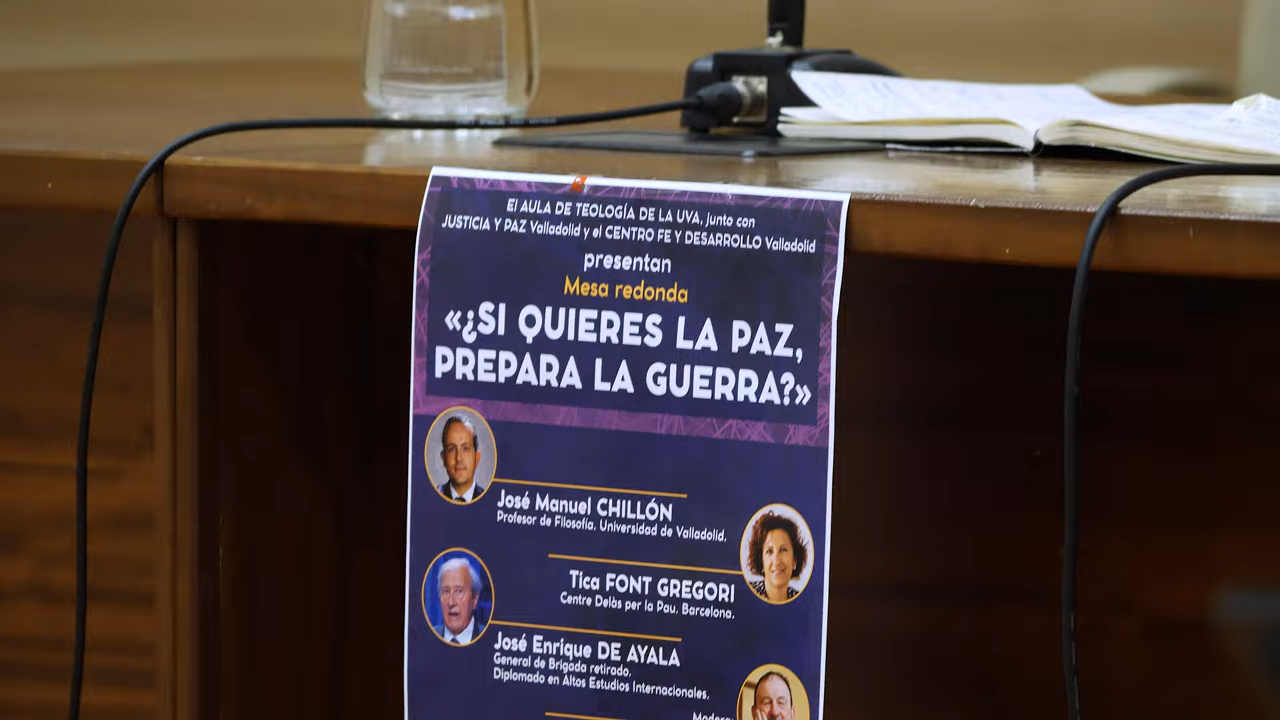 El AULA DE TEOLOGÍA DE LA UVA, junto con
JUSTICIA Y PAZ Valladolid y el CENTRO FE Y DESARROLLO Valladolid
presentan
Mesa redonda
«¿SI QUIERES LA PAZ,
PREPARA LA GUERRA?»
José Manuel CHILLÓN
Profesor de Filosofía, Universidad de Valladolid.
Tica FONT GREGORI
Centre Delàs per la Pau, Barcelona.
José Enrique DE AYALA
General de Brigada retirado.
Diplomado en Altos Estudios Internacionales.